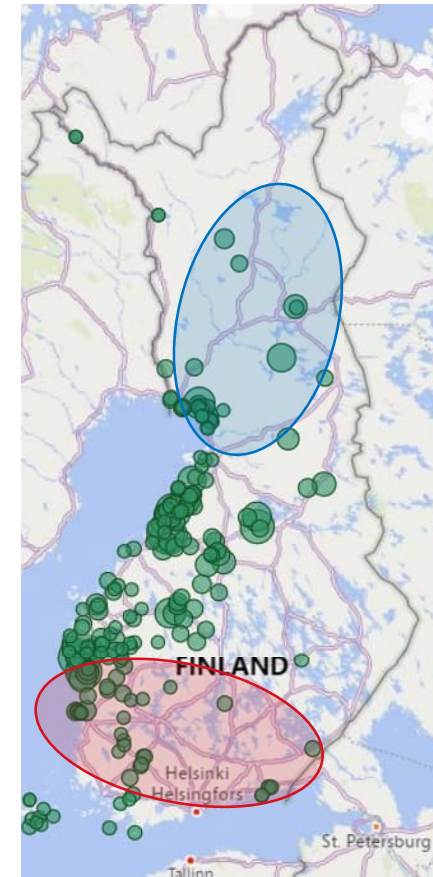 FINLAND
Helsinki
Helsingfors
St. Petersburg
Tallinn